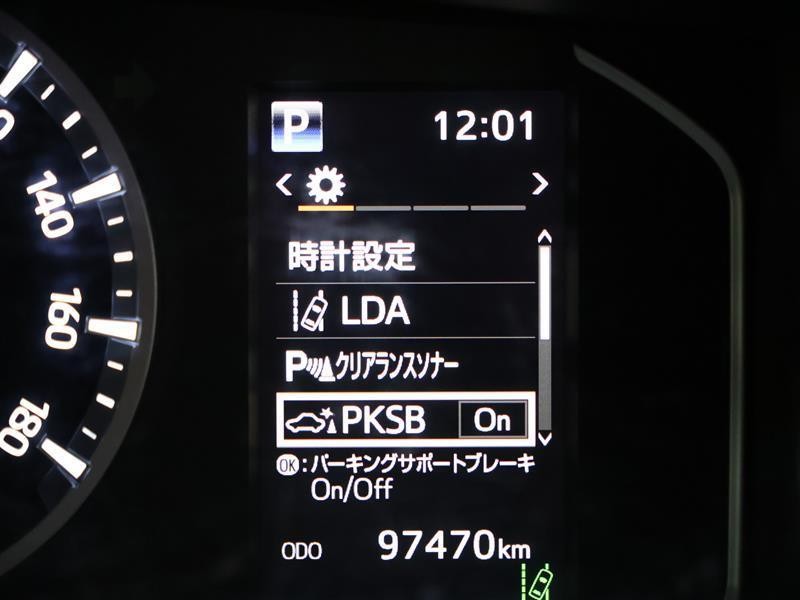 P 12:01
時計設定
LDA
Pクリアランスソナー
PKSB On
OK:パーキングサポートブレーキ
On/Off
ODO 97470km
140
160
180